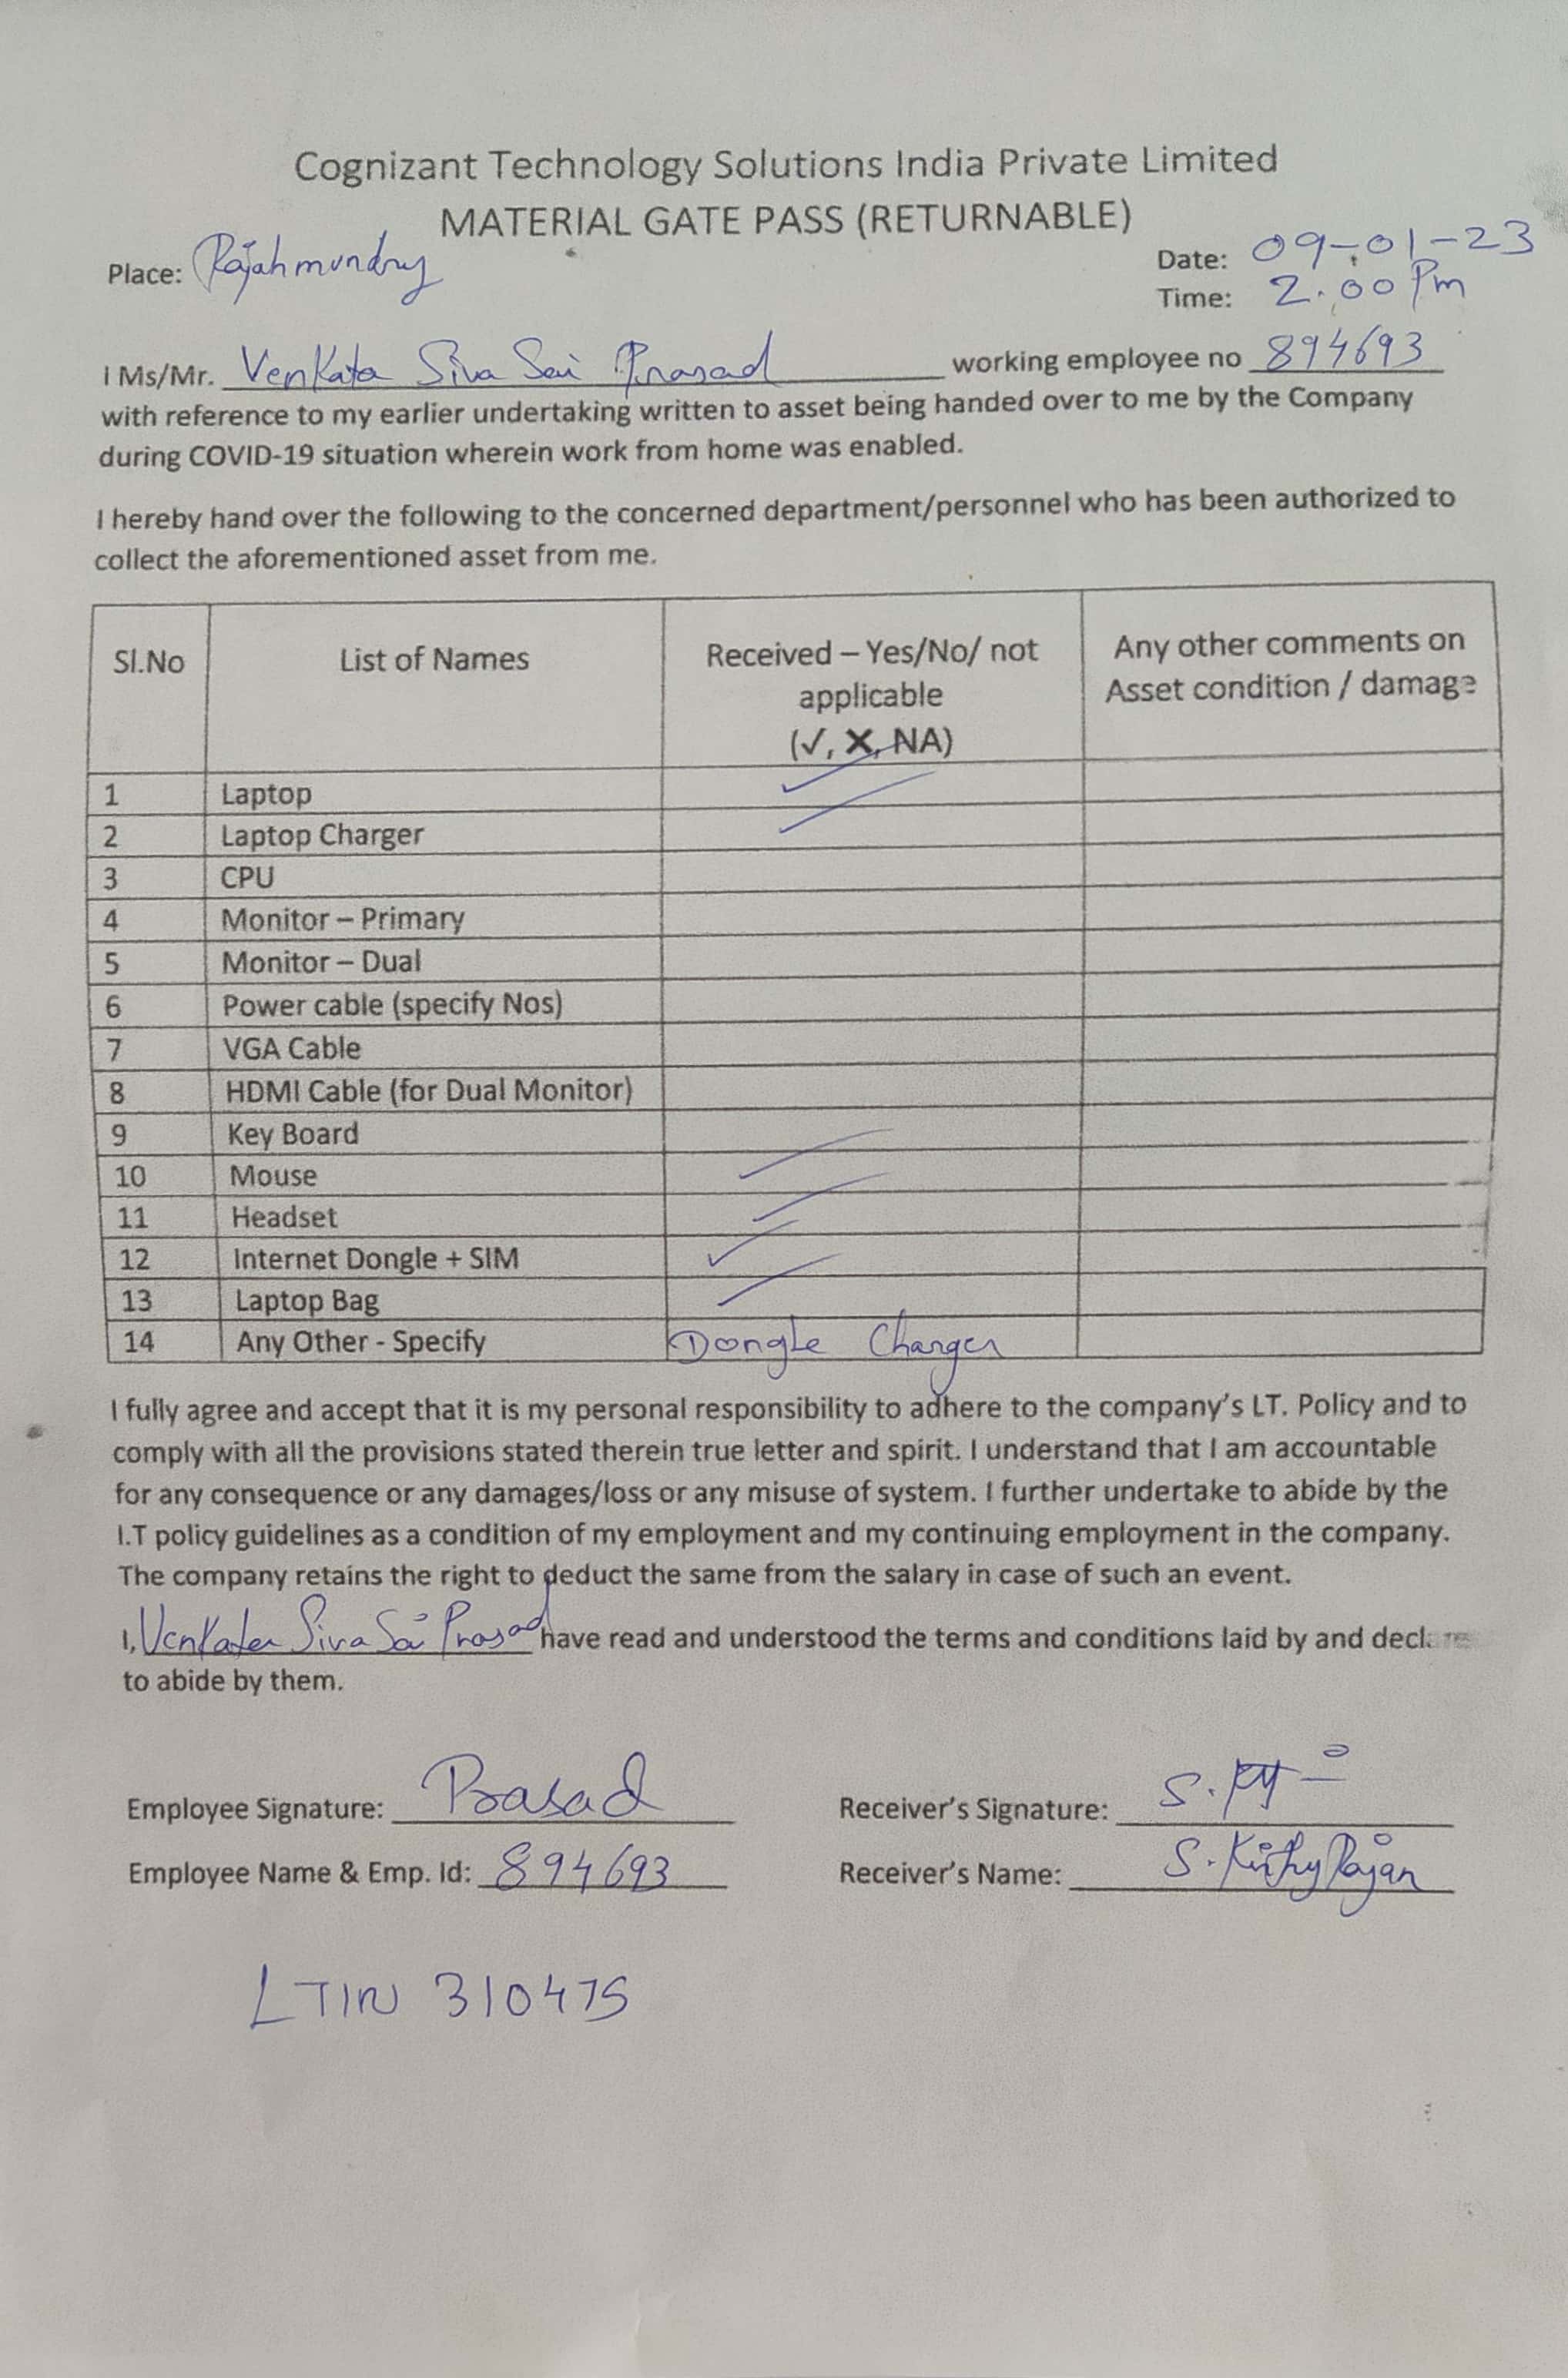 Cognizant Technology Solutions India Private Limited
MATERIAL GATE PASS (RETURNABLE)
Place: Rajahmundry
Date: 09-01-23
Time: 2.00 Pm
I Ms/Mr. Venkata Siva Sai Prasad working employee no 894693
with reference to my earlier undertaking written to asset being handed over to me by the Company
during COVID-19 situation wherein work from home was enabled.
I hereby hand over the following to the concerned department/personnel who has been authorized to
collect the aforementioned asset from me.
Sl.No List of Names Received – Yes/No/ not Any other comments on
applicable Asset condition / damage
(✓, ✗, NA)
1 Laptop ✓
2 Laptop Charger ✓
3 CPU
4 Monitor – Primary
5 Monitor – Dual
6 Power cable (specify Nos)
7 VGA Cable
8 HDMI Cable (for Dual Monitor)
9 Key Board
10 Mouse ✓
11 Headset ✓
12 Internet Dongle + SIM ✓
13 Laptop Bag ✓
14 Any Other - Specify Dongle Charger
I fully agree and accept that it is my personal responsibility to adhere to the company's I.T. Policy and to
comply with all the provisions stated therein true letter and spirit. I understand that I am accountable
for any consequence or any damages/loss or any misuse of system. I further undertake to abide by the
I.T policy guidelines as a condition of my employment and my continuing employment in the company.
The company retains the right to deduct the same from the salary in case of such an event.
I, Venkata Siva Sai Prasad have read and understood the terms and conditions laid by and declare
to abide by them.
Employee Signature: Prasad
Receiver's Signature: S.
Employee Name & Emp. Id: 894693
Receiver's Name: S.
LTIN 310475